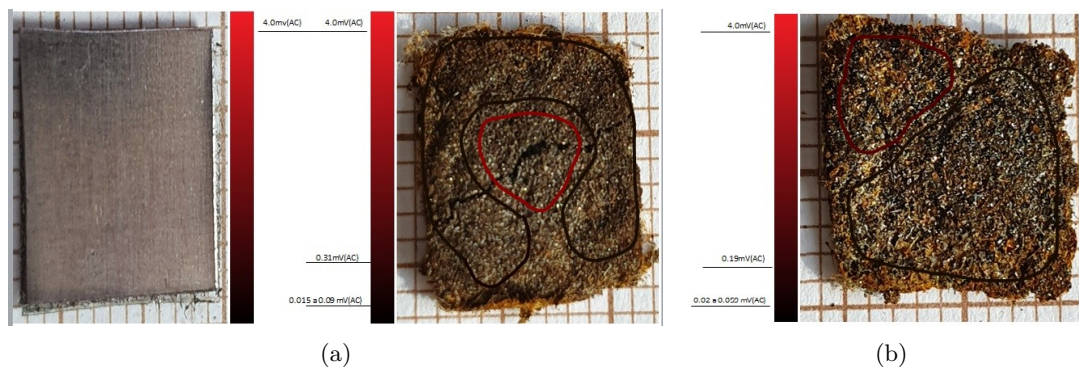 4.0mv(AC) 4.0mV(AC)
0.31mV(AC)
0.015 a 0.09 mV(AC)
4.0mV(AC)
0.19mV(AC)
0.02 a 0.059 mV(AC)
(a) (b)